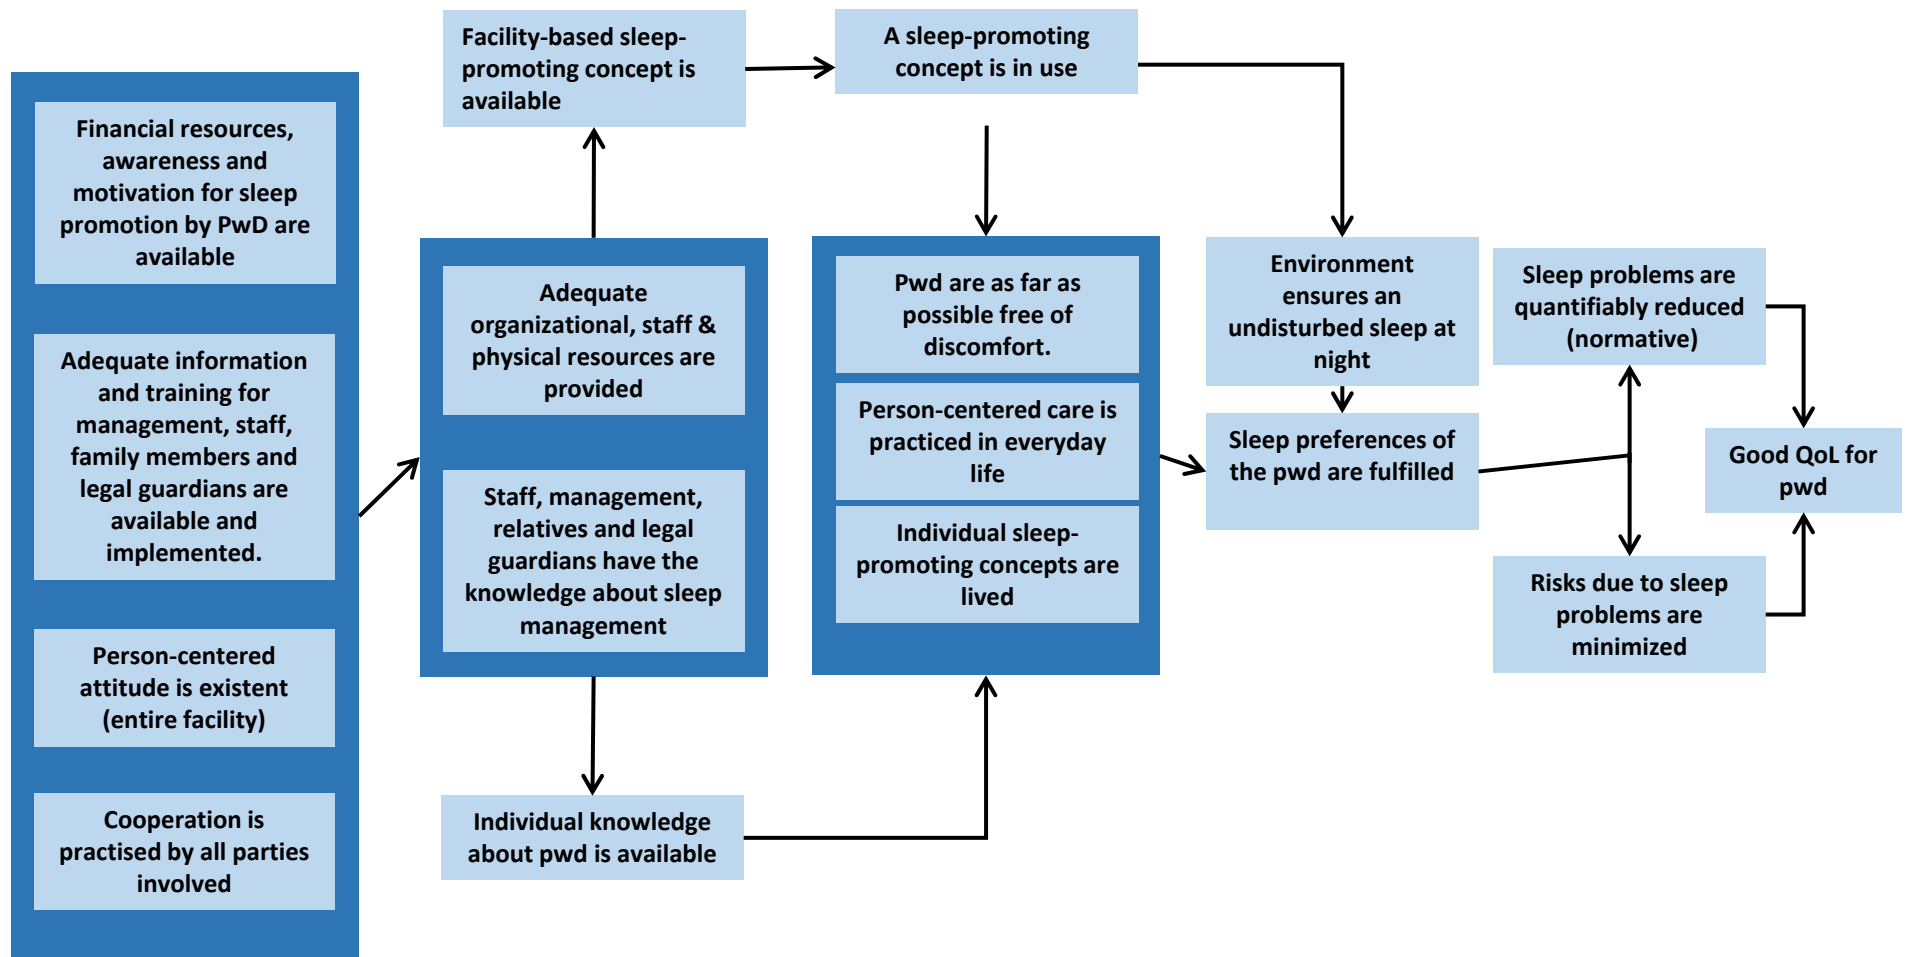 Financial resources,
awareness and
motivation for sleep
promotion by PwD are
available
Adequate information
and training for
management, staff,
family members and
legal guardians are
available and
implemented.
Person-centered
attitude is existent
(entire facility)
Cooperation is
practised by all parties
involved
Facility-based sleep-
promoting concept is
available
Adequate
organizational, staff &
physical resources are
provided
Staff, management,
relatives and legal
guardians have the
knowledge about sleep
management
Individual knowledge
about pwd is available
A sleep-promoting
concept is in use
Pwd are as far as
possible free of
discomfort.
Person-centered care is
practiced in everyday
life
Individual sleep-
promoting concepts are
lived
Environment
ensures an
undisturbed sleep at
night
Sleep preferences of
the pwd are fulfilled
Sleep problems are
quantifiably reduced
(normative)
Risks due to sleep
problems are
minimized
Good QoL for
pwd